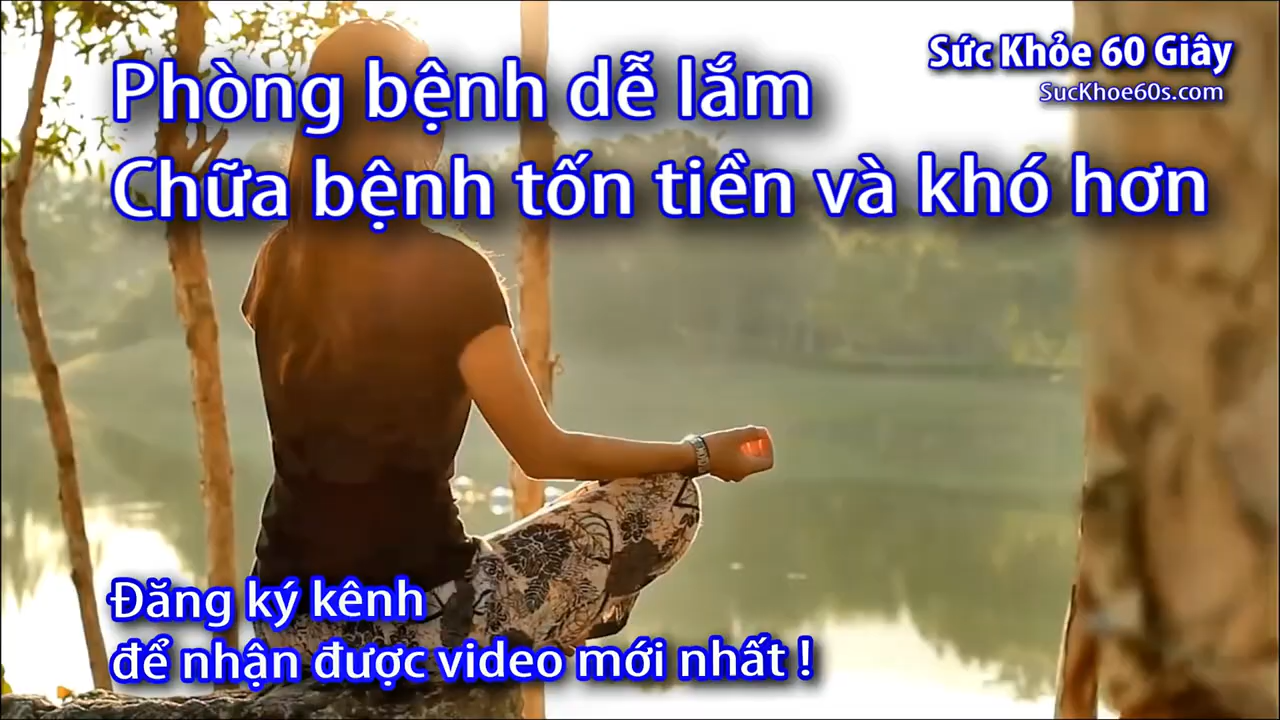 Sức Khỏe 60 Giây
SucKhoe60s.com
Phòng bệnh dễ lắm
Chữa bệnh tốn tiền và khó hơn
Đăng ký kênh
để nhận được video mới nhất !